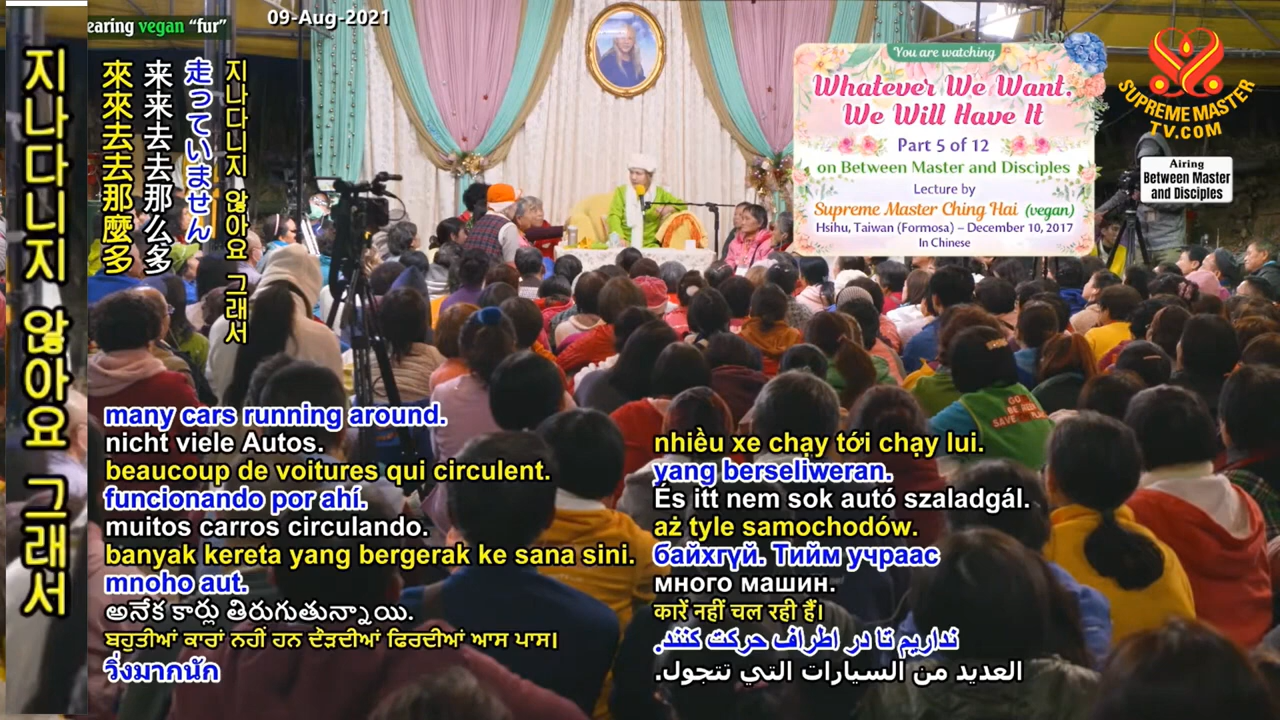 earing vegan “fur”
09-Aug-2021
지나다니지 않아요 그래서
來來去去那麼多
来来去去那么多
走っていません
지나다니지 않아요 그래서
You are watching
Whatever We Want.
We Will Have It
Part 5 of 12
on Between Master and Disciples
Lecture by
Supreme Master Ching Hai (vegan)
Hsihu, Taiwan (Formosa) – December 10, 2017
In Chinese
SUPREME MASTER
TV.COM
Airing
Between Master
and Disciples
many cars running around.
nicht viele Autos.
beaucoup de voitures qui circulent.
funcionando por ahí.
muitos carros circulando.
banyak kereta yang bergerak ke sana sini.
mnoho aut.
అనేక కార్లు తిరుగుతున్నాయి.
ਬਹੁਤੀਆਂ ਕਾਰਾਂ ਨਹੀਂ ਹਨ ਦੌੜਦੀਆਂ ਫਿਰਦੀਆਂ ਆਸ ਪਾਸ।
วิ่งมากนัก
nhiều xe chạy tới chạy lui.
yang berseliweran.
És itt nem sok autó szaladgál.
aż tyle samochodów.
байхгүй. Тийм учраас
много машин.
कारें नहीं चल रही हैं।
نداریم تا در اطراف حرکت کنند.
العديد من السيارات التي تتجول.